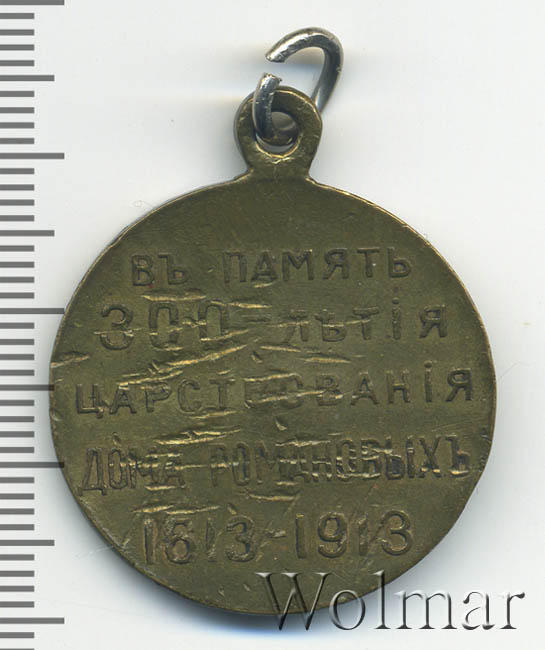 ВЪ ПАМЯТЬ
300-ЛѢТІЯ
ЦАРСТВОВАНІЯ
ДОМА РОМАНОВЫХЪ
1613-1913
Wolmar